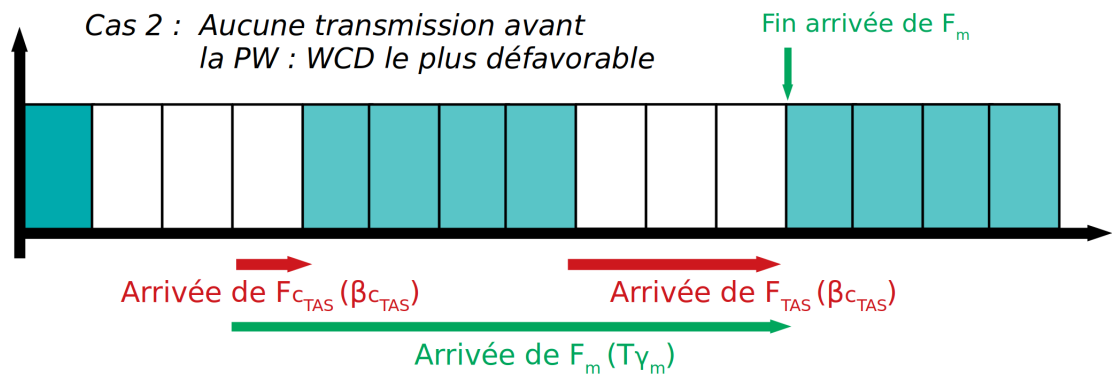 Cas 2 : Aucune transmission avant
la PW : WCD le plus défavorable
Fin arrivée de Fm
Arrivée de FcTAS (βcTAS)
Arrivée de FTAS (βcTAS)
Arrivée de Fm (Tγm)